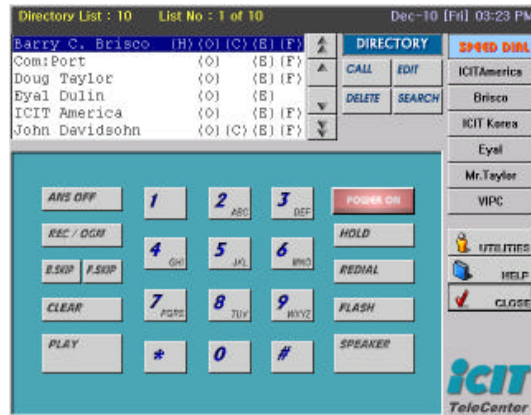 Directory List : 10 List No : 1 of 10 Dec-10 [Fri] 03:23 PM
Barry C. Brisco (H)(O)(C)(E)(F)
Com:Port (O) (E)(F)
Doug Taylor (O) (E)(F)
Eyal Dulin (O) (E)
ICIT America (O) (E)(F)
John Davidsohn (O)(C)(E)(F)
DIRECTORY
CALL EDIT
DELETE SEARCH
SPEED DIAL
ICITAmerica
Brisco
ICIT Korea
Eyal
Mr.Taylor
VIPC
UTILITIES
HELP
CLOSE
ANS OFF 1 2 ABC 3 DEF POWER ON
REC / OGM HOLD
4 GHI 5 JKL 6 MNO
B.SKIP F.SKIP REDIAL
CLEAR 7 PQRS 8 TUV 9 WXYZ FLASH
PLAY * 0 # SPEAKER
iCIT
TeleCenter